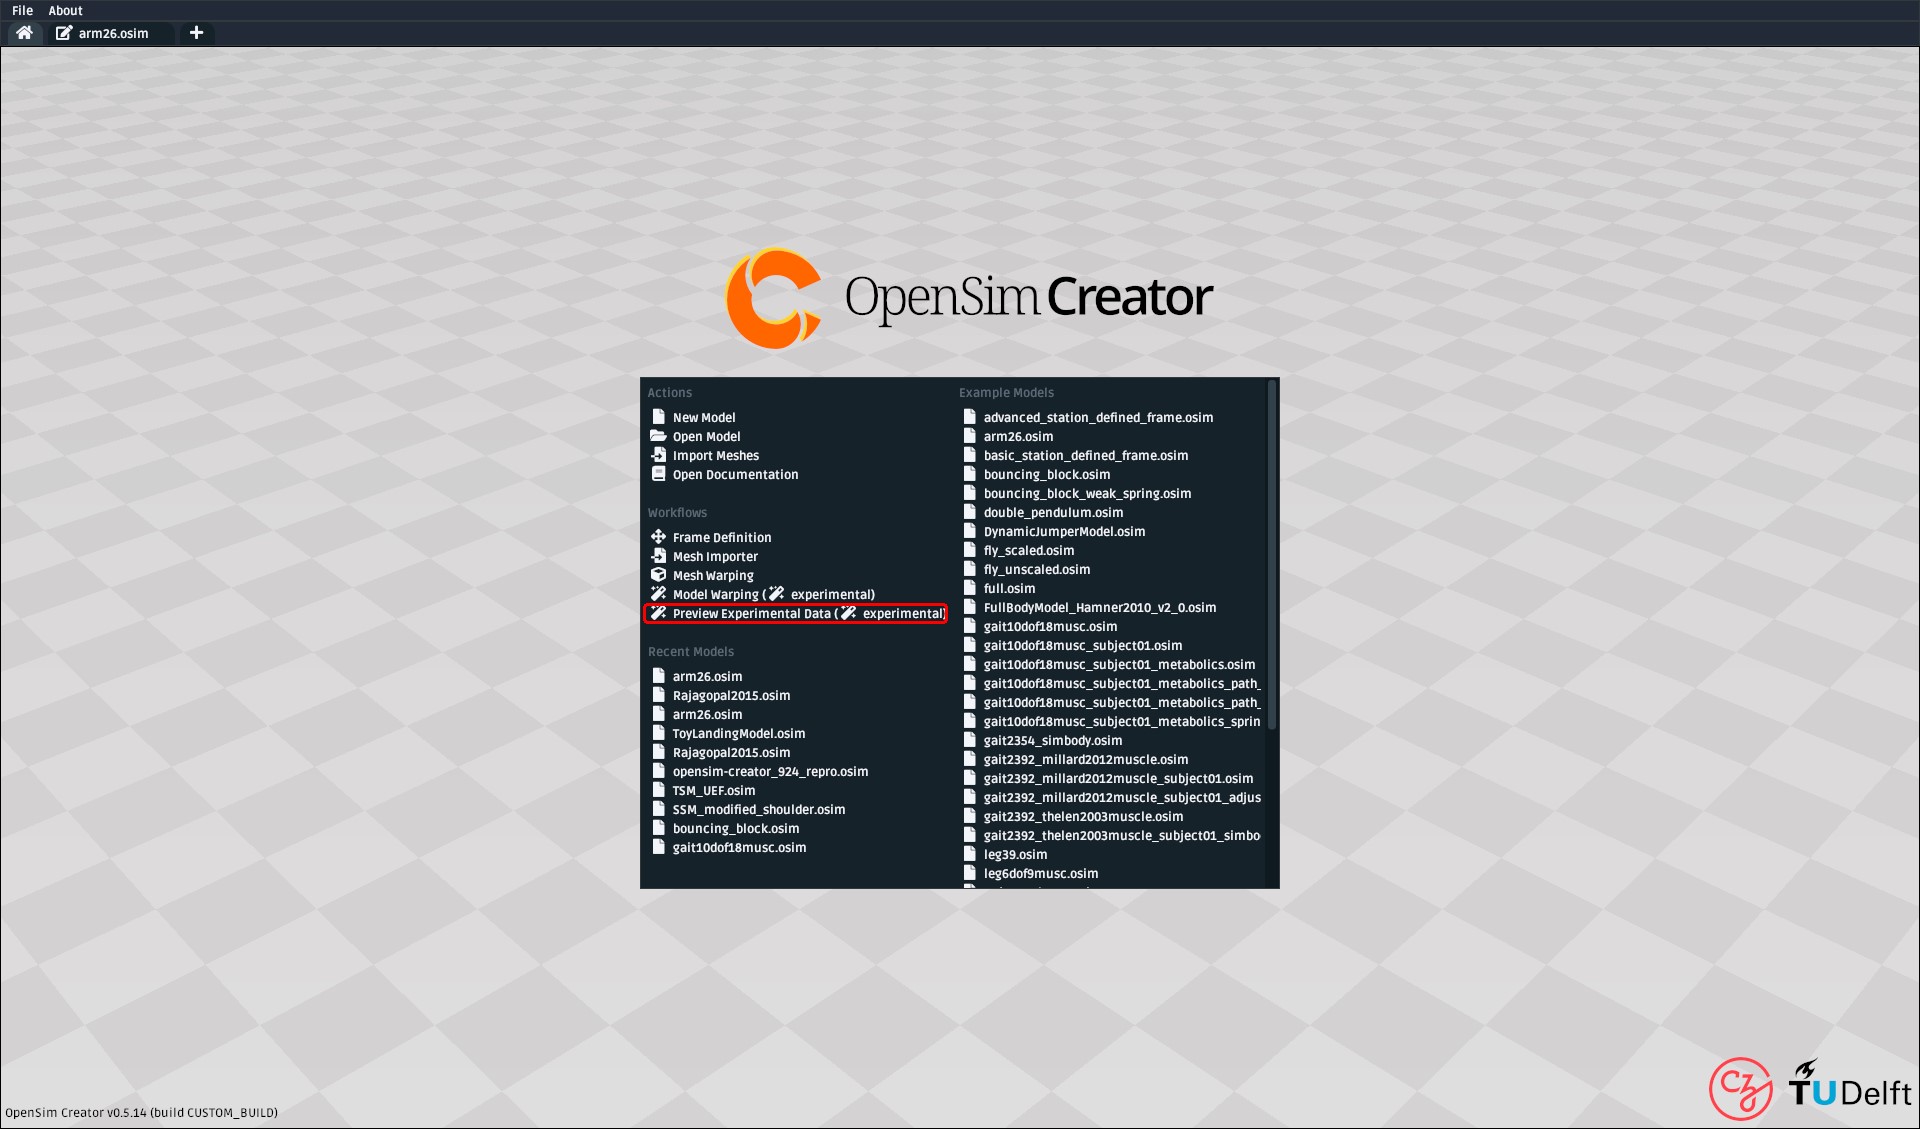 File About
arm26.osim
OpenSim Creator
Actions
New Model
Open Model
Import Meshes
Open Documentation
Workflows
Frame Definition
Mesh Importer
Mesh Warping
Model Warping ( experimental)
Preview Experimental Data ( experimental)
Recent Models
arm26.osim
Rajagopal2015.osim
arm26.osim
ToyLandingModel.osim
Rajagopal2015.osim
opensim-creator_924_repro.osim
TSM_UEF.osim
SSM_modified_shoulder.osim
bouncing_block.osim
gait10dof18musc.osim
Example Models
advanced_station_defined_frame.osim
arm26.osim
basic_station_defined_frame.osim
bouncing_block.osim
bouncing_block_weak_spring.osim
double_pendulum.osim
DynamicJumperModel.osim
fly_scaled.osim
fly_unscaled.osim
full.osim
FullBodyModel_Hamner2010_v2_0.osim
gait10dof18musc.osim
gait10dof18musc_subject01.osim
gait10dof18musc_subject01_metabolics.osim
gait10dof18musc_subject01_metabolics_path_
gait10dof18musc_subject01_metabolics_path_
gait10dof18musc_subject01_metabolics_sprin
gait2354_simbody.osim
gait2392_millard2012muscle.osim
gait2392_millard2012muscle_subject01.osim
gait2392_millard2012muscle_subject01_adjus
gait2392_thelen2003muscle.osim
gait2392_thelen2003muscle_subject01_simbo
leg39.osim
leg6dof9musc.osim
OpenSim Creator v0.5.14 (build CUSTOM_BUILD)
CZI
TUDelft